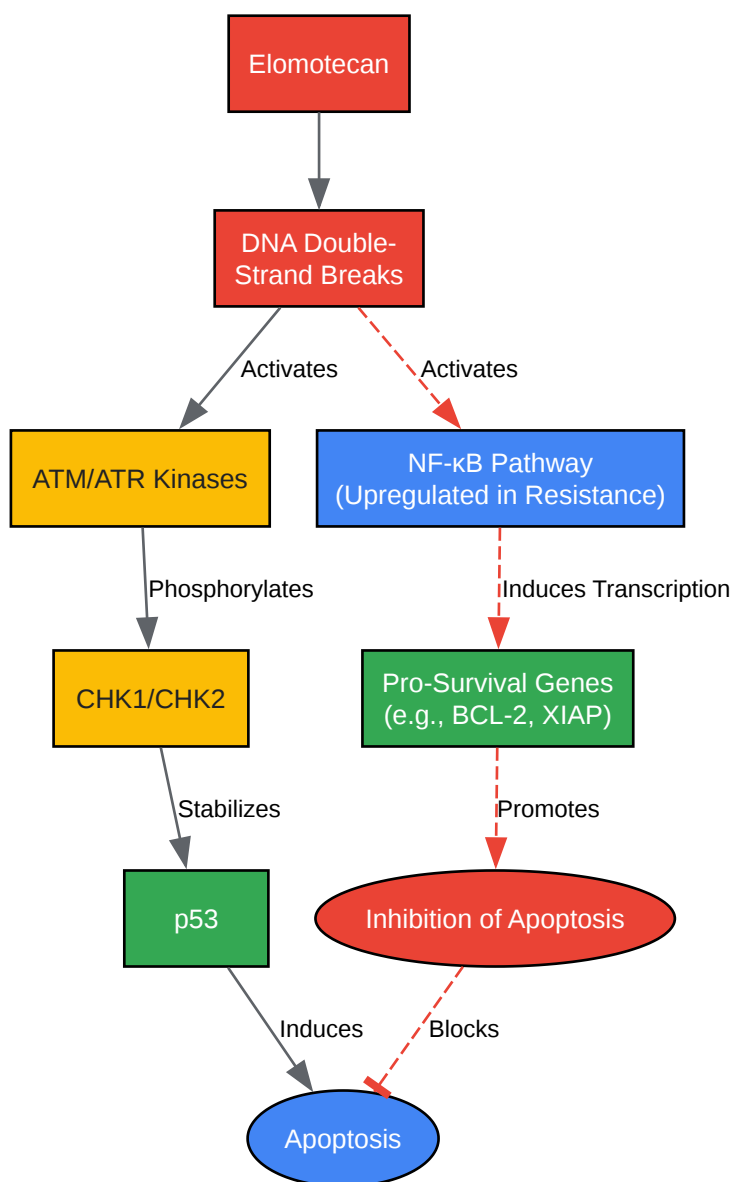 Elomotecan
DNA Double-
Strand Breaks
Activates
Activates
ATM/ATR Kinases
NF-κB Pathway
(Upregulated in Resistance)
Phosphorylates
Induces Transcription
CHK1/CHK2
Pro-Survival Genes
(e.g., BCL-2, XIAP)
Stabilizes
Promotes
p53
Inhibition of Apoptosis
Induces
Blocks
Apoptosis